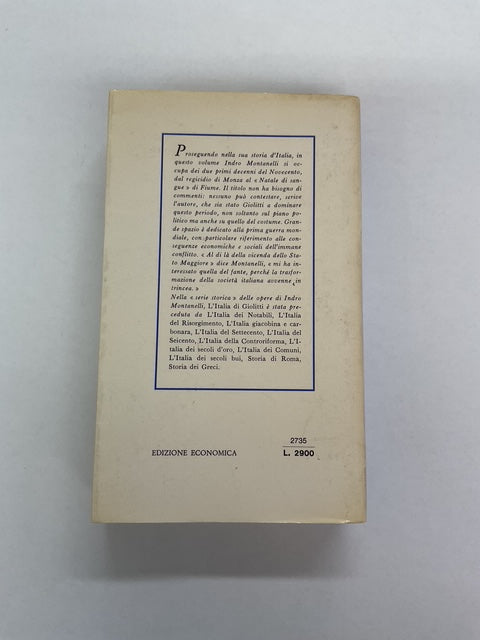 Proseguendo nella sua storia d'Italia, in
questo volume Indro Montanelli si oc-
cupa dei due primi decenni del Novecento,
dal regicidio di Monza al « Natale di san-
gue » di Fiume. Il titolo non ha bisogno di
commenti: nessuno può contestare, scrive
l'autore, che sia stato Giolitti a dominare
questo periodo, non soltanto sul piano po-
litico ma anche su quello del costume. Gran-
de spazio è dedicato alla prima guerra mon-
diale, con particolare riferimento alle con-
seguenze economiche e sociali dell'immane
conflitto. « Al di là della vicenda dello Sta-
to Maggiore » dice Montanelli, « mi ha in-
teressato quella del fante, perché la trasfor-
mazione della società italiana avvenne in
trincea. »
Nella « serie storica » delle opere di Indro
Montanelli, L'Italia di Giolitti è stata pre-
ceduta da L'Italia dei Notabili, L'Italia
del Risorgimento, L'Italia giacobina e car-
bonara, L'Italia del Settecento, L'Italia del
Seicento, L'Italia della Controriforma, L'I-
talia dei secoli d'oro, L'Italia dei Comuni,
L'Italia dei secoli bui, Storia di Roma,
Storia dei Greci.
EDIZIONE ECONOMICA
2735
L. 2900